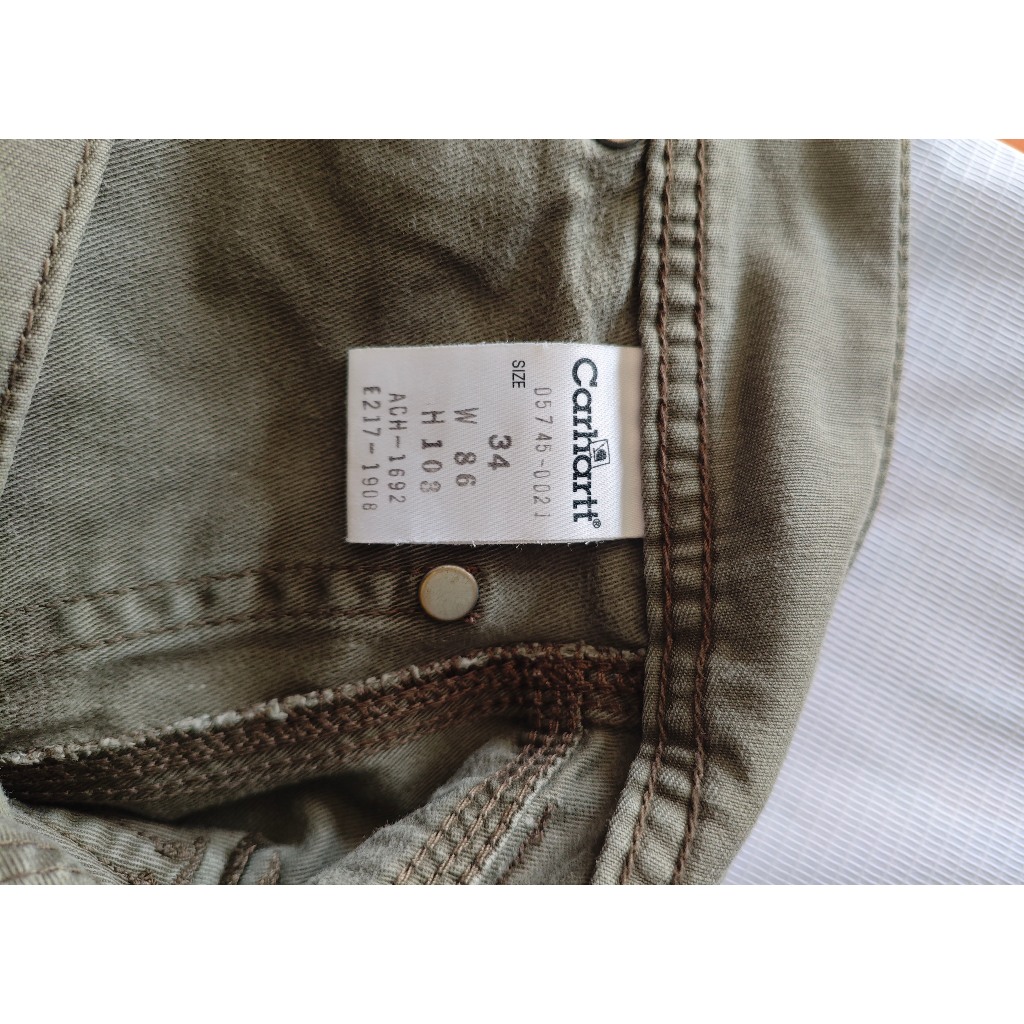 Carhartt®
05745-0021
SIZE
34
W 86
H 103
ACH-1692
E217-1908